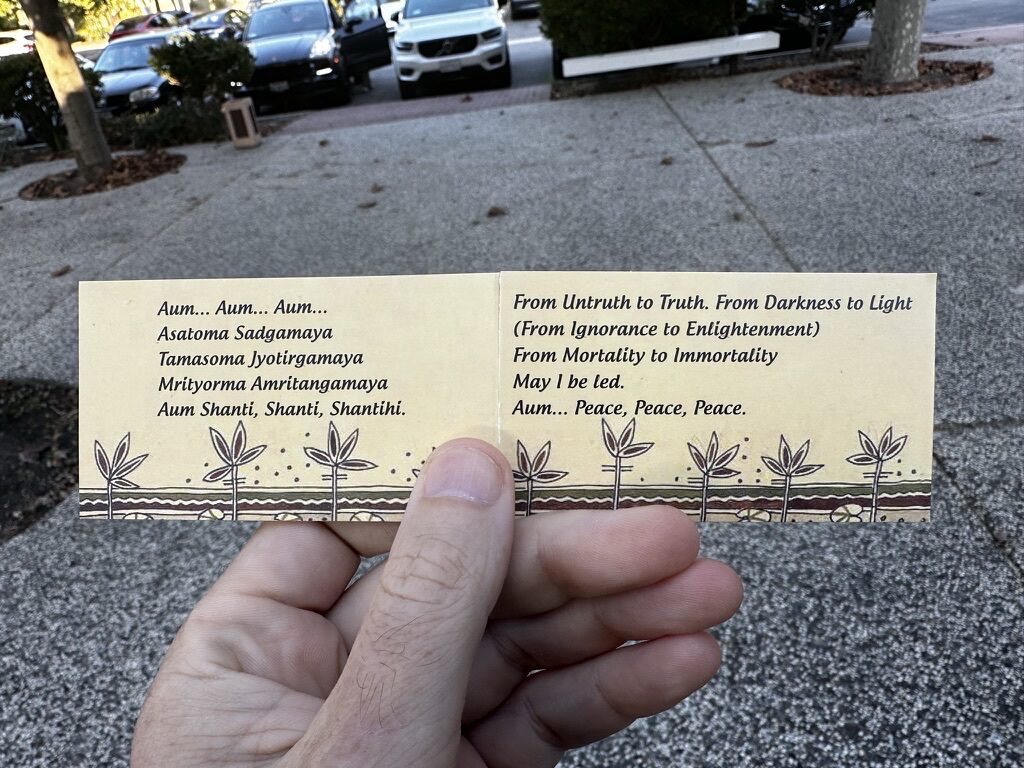 Aum... Aum... Aum...
Asatoma Sadgamaya
Tamasoma Jyotirgamaya
Mrityorma Amritangamaya
Aum Shanti, Shanti, Shantihi.
From Untruth to Truth. From Darkness to Light
(From Ignorance to Enlightenment)
From Mortality to Immortality
May I be led.
Aum... Peace, Peace, Peace.